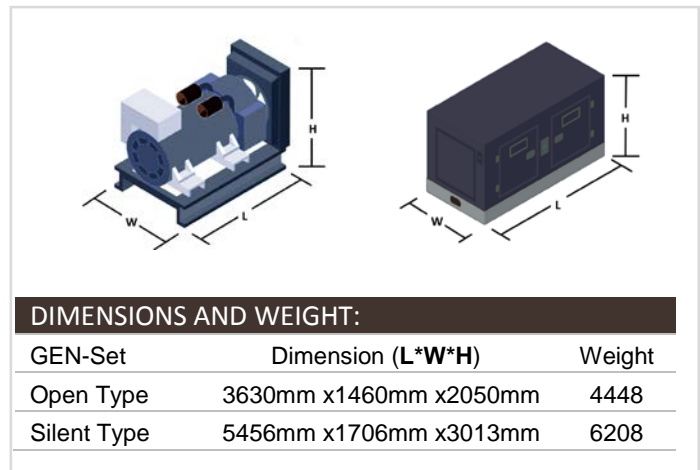 H
W
L
H
W
L
DIMENSIONS AND WEIGHT:
GEN-Set Dimension (L*W*H) Weight
Open Type 3630mm x1460mm x2050mm 4448
Silent Type 5456mm x1706mm x3013mm 6208